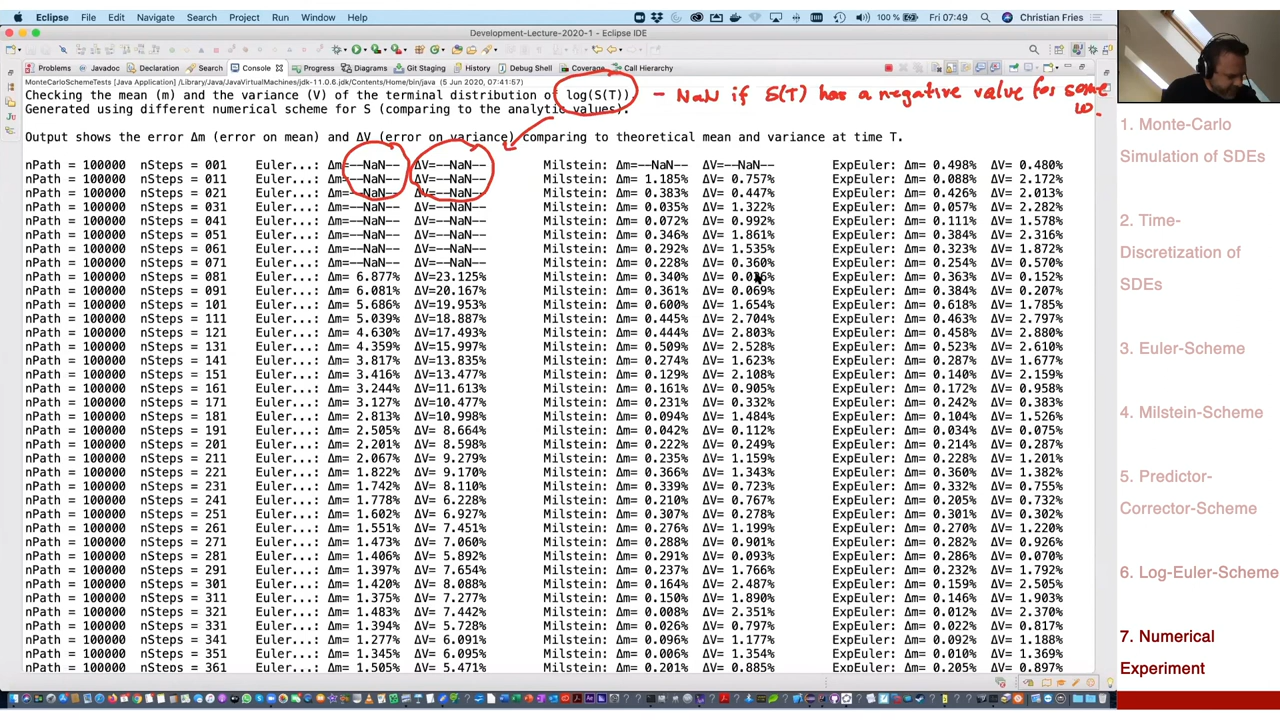 Eclipse File Edit Navigate Search Project Run Window Help 100 % Fri 07:49 Christian Fries
Development-Lecture-2020-1 - Eclipse IDE
Problems Javadoc Declaration Search Console Progress Diagrams Git Staging History Debug Shell Coverage Call Hierarchy
MonteCarloSchemeTests [Java Application] /Library/Java/JavaVirtualMachines/jdk-11.0.6.jdk/Contents/Home/bin/java (5 Jun 2020, 07:41:57)
Checking the mean (m) and the variance (V) of the terminal distribution of log(S(T)) - NaN if S(T) has a negative value for some ω.
Generated using different numerical scheme for S (comparing to the analytic values).
Output shows the error Δm (error on mean) and ΔV (error on variance) comparing to theoretical mean and variance at time T.
nPath = 100000 nSteps = 001 Euler...: Δm=--NaN-- ΔV=--NaN-- Milstein: Δm=--NaN-- ΔV=--NaN-- ExpEuler: Δm= 0.498% ΔV= 0.480%
nPath = 100000 nSteps = 011 Euler...: Δm=--NaN-- ΔV=--NaN-- Milstein: Δm= 1.185% ΔV= 0.757% ExpEuler: Δm= 0.088% ΔV= 2.172%
nPath = 100000 nSteps = 021 Euler...: Δm=--NaN-- ΔV=--NaN-- Milstein: Δm= 0.383% ΔV= 0.447% ExpEuler: Δm= 0.426% ΔV= 2.013%
nPath = 100000 nSteps = 031 Euler...: Δm=--NaN-- ΔV=--NaN-- Milstein: Δm= 0.035% ΔV= 1.322% ExpEuler: Δm= 0.057% ΔV= 2.282%
nPath = 100000 nSteps = 041 Euler...: Δm=--NaN-- ΔV=--NaN-- Milstein: Δm= 0.072% ΔV= 0.992% ExpEuler: Δm= 0.111% ΔV= 1.578%
nPath = 100000 nSteps = 051 Euler...: Δm=--NaN-- ΔV=--NaN-- Milstein: Δm= 0.346% ΔV= 1.861% ExpEuler: Δm= 0.384% ΔV= 2.316%
nPath = 100000 nSteps = 061 Euler...: Δm=--NaN-- ΔV=--NaN-- Milstein: Δm= 0.292% ΔV= 1.535% ExpEuler: Δm= 0.323% ΔV= 1.872%
nPath = 100000 nSteps = 071 Euler...: Δm=--NaN-- ΔV=--NaN-- Milstein: Δm= 0.228% ΔV= 0.360% ExpEuler: Δm= 0.254% ΔV= 0.570%
nPath = 100000 nSteps = 081 Euler...: Δm= 6.877% ΔV=23.125% Milstein: Δm= 0.340% ΔV= ExpEuler: Δm= 0.363% ΔV= 0.152%
nPath = 100000 nSteps = 091 Euler...: Δm= 6.081% ΔV=20.167% Milstein: Δm= 0.361% ΔV= 0.069% ExpEuler: Δm= 0.384% ΔV= 0.207%
nPath = 100000 nSteps = 101 Euler...: Δm= 5.686% ΔV=19.953% Milstein: Δm= 0.600% ΔV= 1.654% ExpEuler: Δm= 0.618% ΔV= 1.785%
nPath = 100000 nSteps = 111 Euler...: Δm= 5.039% ΔV=18.887% Milstein: Δm= 0.445% ΔV= 2.704% ExpEuler: Δm= 0.463% ΔV= 2.797%
nPath = 100000 nSteps = 121 Euler...: Δm= 4.630% ΔV=17.493% Milstein: Δm= 0.444% ΔV= 2.803% ExpEuler: Δm= 0.458% ΔV= 2.880%
nPath = 100000 nSteps = 131 Euler...: Δm= 4.359% ΔV=15.997% Milstein: Δm= 0.509% ΔV= 2.528% ExpEuler: Δm= 0.523% ΔV= 2.610%
nPath = 100000 nSteps = 141 Euler...: Δm= 3.817% ΔV=13.835% Milstein: Δm= 0.274% ΔV= 1.623% ExpEuler: Δm= 0.287% ΔV= 1.677%
nPath = 100000 nSteps = 151 Euler...: Δm= 3.416% ΔV=13.477% Milstein: Δm= 0.129% ΔV= 2.108% ExpEuler: Δm= 0.140% ΔV= 2.159%
nPath = 100000 nSteps = 161 Euler...: Δm= 3.244% ΔV=11.613% Milstein: Δm= 0.161% ΔV= 0.905% ExpEuler: Δm= 0.172% ΔV= 0.958%
nPath = 100000 nSteps = 171 Euler...: Δm= 3.127% ΔV=10.477% Milstein: Δm= 0.231% ΔV= 0.332% ExpEuler: Δm= 0.242% ΔV= 0.383%
nPath = 100000 nSteps = 181 Euler...: Δm= 2.813% ΔV=10.998% Milstein: Δm= 0.094% ΔV= 1.484% ExpEuler: Δm= 0.104% ΔV= 1.526%
nPath = 100000 nSteps = 191 Euler...: Δm= 2.505% ΔV= 8.664% Milstein: Δm= 0.042% ΔV= 0.112% ExpEuler: Δm= 0.034% ΔV= 0.075%
nPath = 100000 nSteps = 201 Euler...: Δm= 2.201% ΔV= 8.598% Milstein: Δm= 0.222% ΔV= 0.249% ExpEuler: Δm= 0.214% ΔV= 0.287%
nPath = 100000 nSteps = 211 Euler...: Δm= 2.067% ΔV= 9.279% Milstein: Δm= 0.235% ΔV= 1.159% ExpEuler: Δm= 0.228% ΔV= 1.201%
nPath = 100000 nSteps = 221 Euler...: Δm= 1.822% ΔV= 9.170% Milstein: Δm= 0.366% ΔV= 1.343% ExpEuler: Δm= 0.360% ΔV= 1.382%
nPath = 100000 nSteps = 231 Euler...: Δm= 1.742% ΔV= 8.110% Milstein: Δm= 0.339% ΔV= 0.723% ExpEuler: Δm= 0.332% ΔV= 0.755%
nPath = 100000 nSteps = 241 Euler...: Δm= 1.778% ΔV= 6.228% Milstein: Δm= 0.210% ΔV= 0.767% ExpEuler: Δm= 0.205% ΔV= 0.732%
nPath = 100000 nSteps = 251 Euler...: Δm= 1.602% ΔV= 6.927% Milstein: Δm= 0.307% ΔV= 0.278% ExpEuler: Δm= 0.301% ΔV= 0.302%
nPath = 100000 nSteps = 261 Euler...: Δm= 1.551% ΔV= 7.451% Milstein: Δm= 0.276% ΔV= 1.199% ExpEuler: Δm= 0.270% ΔV= 1.220%
nPath = 100000 nSteps = 271 Euler...: Δm= 1.473% ΔV= 7.060% Milstein: Δm= 0.288% ΔV= 0.901% ExpEuler: Δm= 0.282% ΔV= 0.926%
nPath = 100000 nSteps = 281 Euler...: Δm= 1.406% ΔV= 5.892% Milstein: Δm= 0.291% ΔV= 0.093% ExpEuler: Δm= 0.286% ΔV= 0.070%
nPath = 100000 nSteps = 291 Euler...: Δm= 1.397% ΔV= 7.654% Milstein: Δm= 0.237% ΔV= 1.766% ExpEuler: Δm= 0.232% ΔV= 1.792%
nPath = 100000 nSteps = 301 Euler...: Δm= 1.420% ΔV= 8.088% Milstein: Δm= 0.164% ΔV= 2.487% ExpEuler: Δm= 0.159% ΔV= 2.505%
nPath = 100000 nSteps = 311 Euler...: Δm= 1.375% ΔV= 7.277% Milstein: Δm= 0.150% ΔV= 1.890% ExpEuler: Δm= 0.146% ΔV= 1.903%
nPath = 100000 nSteps = 321 Euler...: Δm= 1.483% ΔV= 7.442% Milstein: Δm= 0.008% ΔV= 2.351% ExpEuler: Δm= 0.012% ΔV= 2.370%
nPath = 100000 nSteps = 331 Euler...: Δm= 1.394% ΔV= 5.728% Milstein: Δm= 0.026% ΔV= 0.797% ExpEuler: Δm= 0.022% ΔV= 0.817%
nPath = 100000 nSteps = 341 Euler...: Δm= 1.277% ΔV= 6.091% Milstein: Δm= 0.096% ΔV= 1.177% ExpEuler: Δm= 0.092% ΔV= 1.188%
nPath = 100000 nSteps = 351 Euler...: Δm= 1.345% ΔV= 6.095% Milstein: Δm= 0.006% ΔV= 1.354% ExpEuler: Δm= 0.010% ΔV= 1.369%
nPath = 100000 nSteps = 361 Euler...: Δm= 1.505% ΔV= 5.471% Milstein: Δm= 0.201% ΔV= 0.885% ExpEuler: Δm= 0.205% ΔV= 0.897%
1. Monte-Carlo
Simulation of SDEs
2. Time-
Discretization of
SDEs
3. Euler-Scheme
4. Milstein-Scheme
5. Predictor-
Corrector-Scheme
6. Log-Euler-Scheme
7. Numerical
Experiment